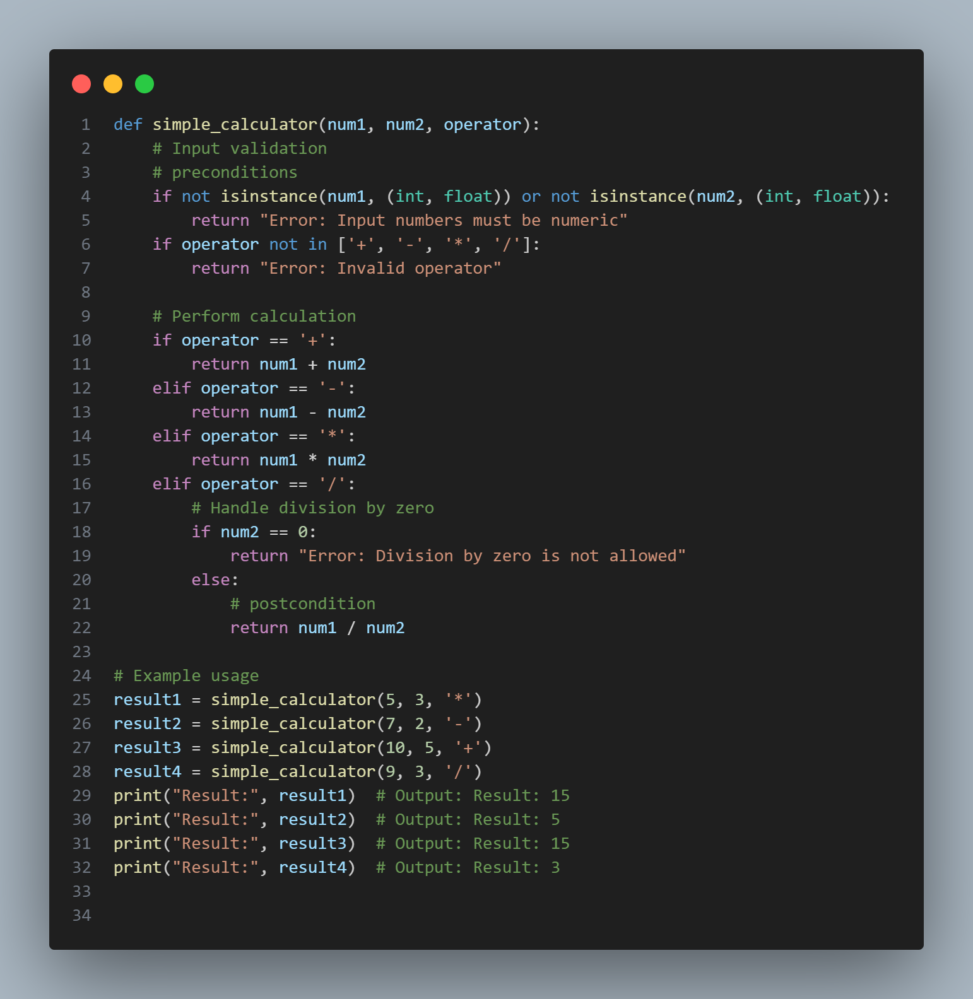 1 def simple_calculator(num1, num2, operator):
2     # Input validation
3     # preconditions
4     if not isinstance(num1, (int, float)) or not isinstance(num2, (int, float)):
5         return "Error: Input numbers must be numeric"
6     if operator not in ['+', '-', '*', '/']:
7         return "Error: Invalid operator"
8
9     # Perform calculation
10     if operator == '+':
11         return num1 + num2
12     elif operator == '-':
13         return num1 - num2
14     elif operator == '*':
15         return num1 * num2
16     elif operator == '/':
17         # Handle division by zero
18         if num2 == 0:
19             return "Error: Division by zero is not allowed"
20         else:
21             # postcondition
22             return num1 / num2
23
24 # Example usage
25 result1 = simple_calculator(5, 3, '*')
26 result2 = simple_calculator(7, 2, '-')
27 result3 = simple_calculator(10, 5, '+')
28 result4 = simple_calculator(9, 3, '/')
29 print("Result:", result1)  # Output: Result: 15
30 print("Result:", result2)  # Output: Result: 5
31 print("Result:", result3)  # Output: Result: 15
32 print("Result:", result4)  # Output: Result: 3
33
34